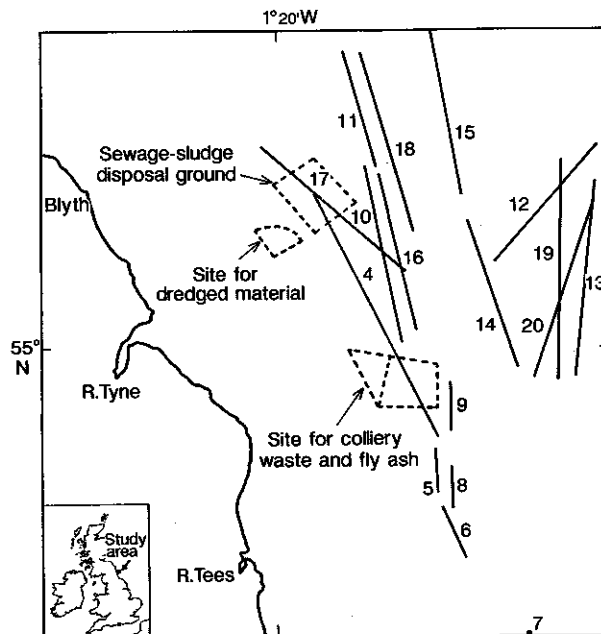 1°20'W
11
18
15
Sewage-sludge
disposal ground
17
12
Blyth
10
16
19
4
13
Site for
dredged material
14
20
55°
N
R.Tyne
9
Site for colliery
waste and fly ash
5
8
6
Study
area
R.Tees
7